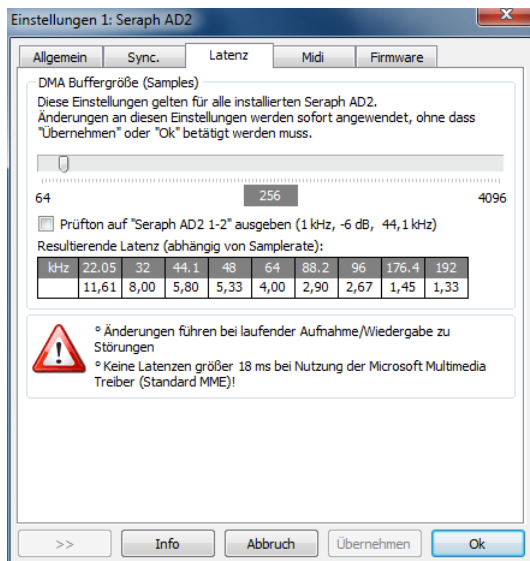 Einstellungen 1: Seraph AD2
X
Allgemein Sync. Latenz Midi Firmware
DMA Buffergröße (Samples)
Diese Einstellungen gelten für alle installierten Seraph AD2.
Änderungen an diesen Einstellungen werden sofort angewendet, ohne dass
"Übernehmen" oder "Ok" betätigt werden muss.
64 256 4096
Prüfton auf "Seraph AD2 1-2" ausgeben (1 kHz, -6 dB, 44,1 kHz)
Resultierende Latenz (abhängig von Samplerate):
kHz 22.05 32 44.1 48 64 88.2 96 176.4 192
11,61 8,00 5,80 5,33 4,00 2,90 2,67 1,45 1,33
° Änderungen führen bei laufender Aufnahme/Wiedergabe zu
Störungen
° Keine Latenzen größer 18 ms bei Nutzung der Microsoft Multimedia
Treiber (Standard MME)!
>> Info Abbruch Übernehmen Ok